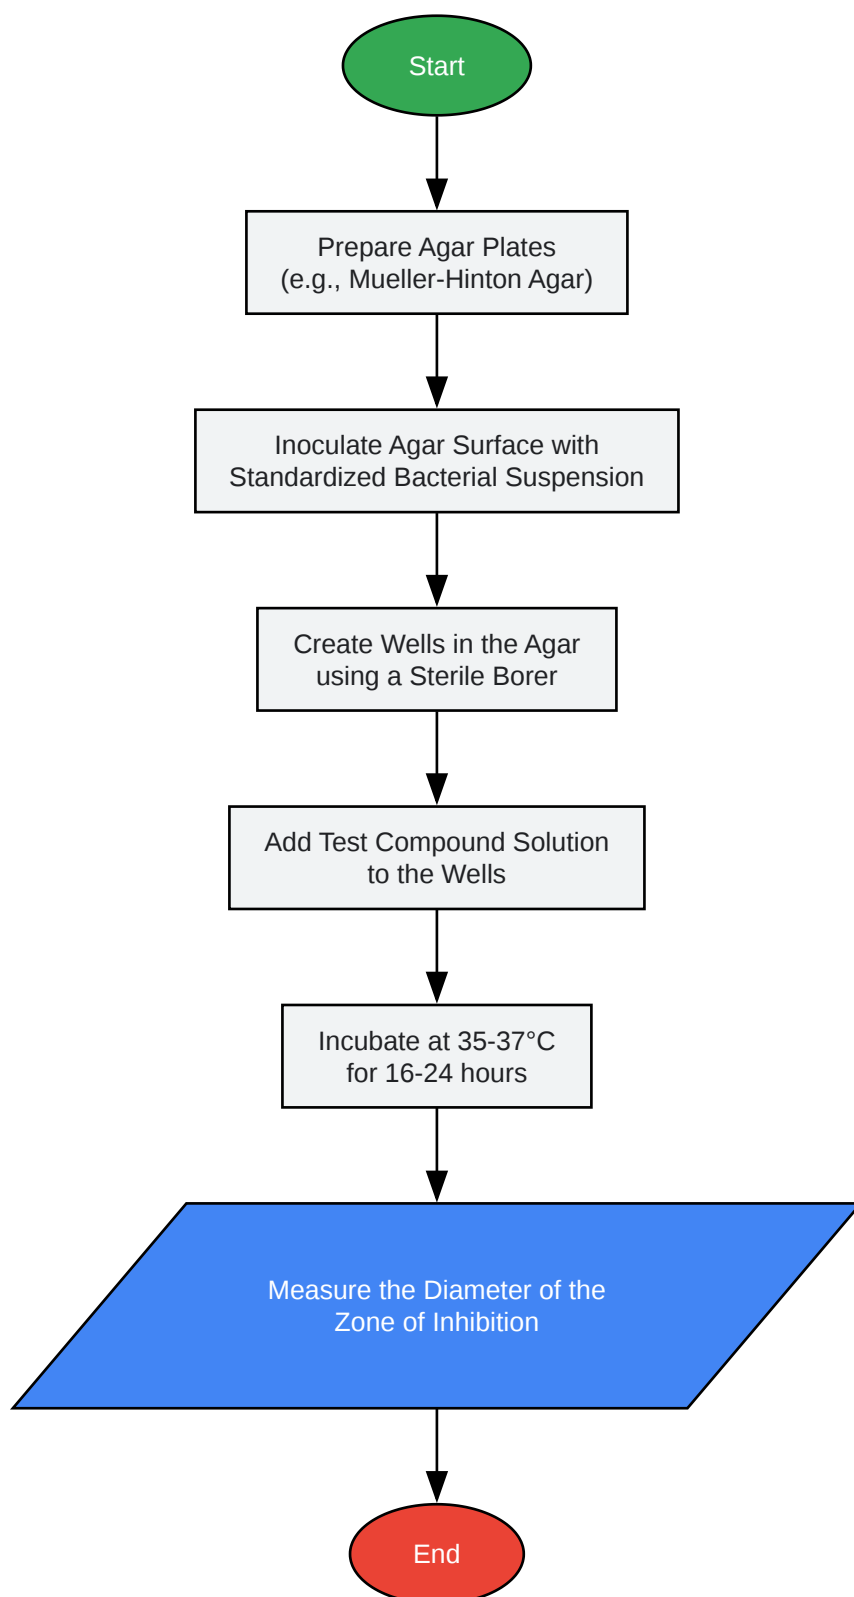 Start
Prepare Agar Plates
(e.g., Mueller-Hinton Agar)
Inoculate Agar Surface with
Standardized Bacterial Suspension
Create Wells in the Agar
using a Sterile Borer
Add Test Compound Solution
to the Wells
Incubate at 35-37°C
for 16-24 hours
Measure the Diameter of the
Zone of Inhibition
End